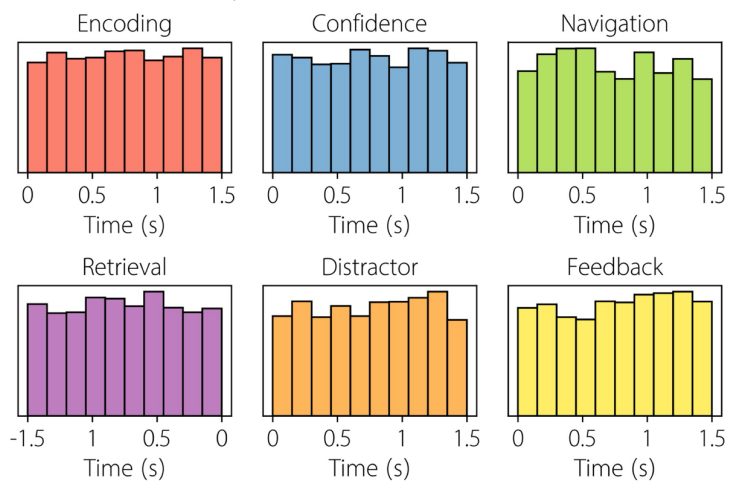 Encoding Confidence Navigation
0 0.5 1 1.5 0 0.5 1 1.5 0 0.5 1 1.5
Time (s) Time (s) Time (s)
Retrieval Distractor Feedback
-1.5 1 0.5 0 0 0.5 1 1.5 0 0.5 1 1.5
Time (s) Time (s) Time (s)